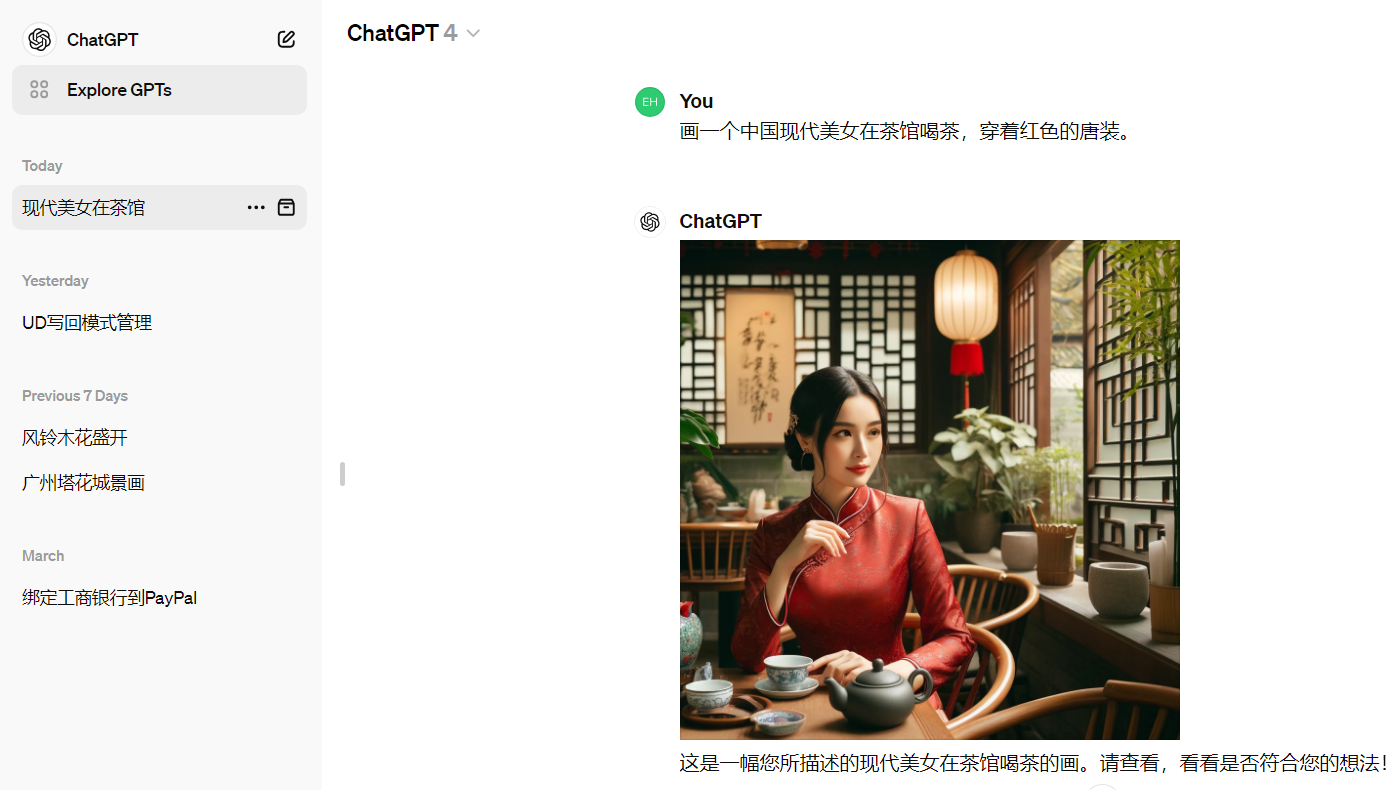 ChatGPT
Explore GPTs
Today
现代美女在茶馆
Yesterday
UD写回模式管理
Previous 7 Days
风铃木花盛开
广州塔花城景画
March
绑定工商银行到PayPal
ChatGPT 4
EH
You
画一个中国现代美女在茶馆喝茶，穿着红色的唐装。
ChatGPT
这是一幅您所描述的现代美女在茶馆喝茶的画。请查看，看看是否符合您的想法！